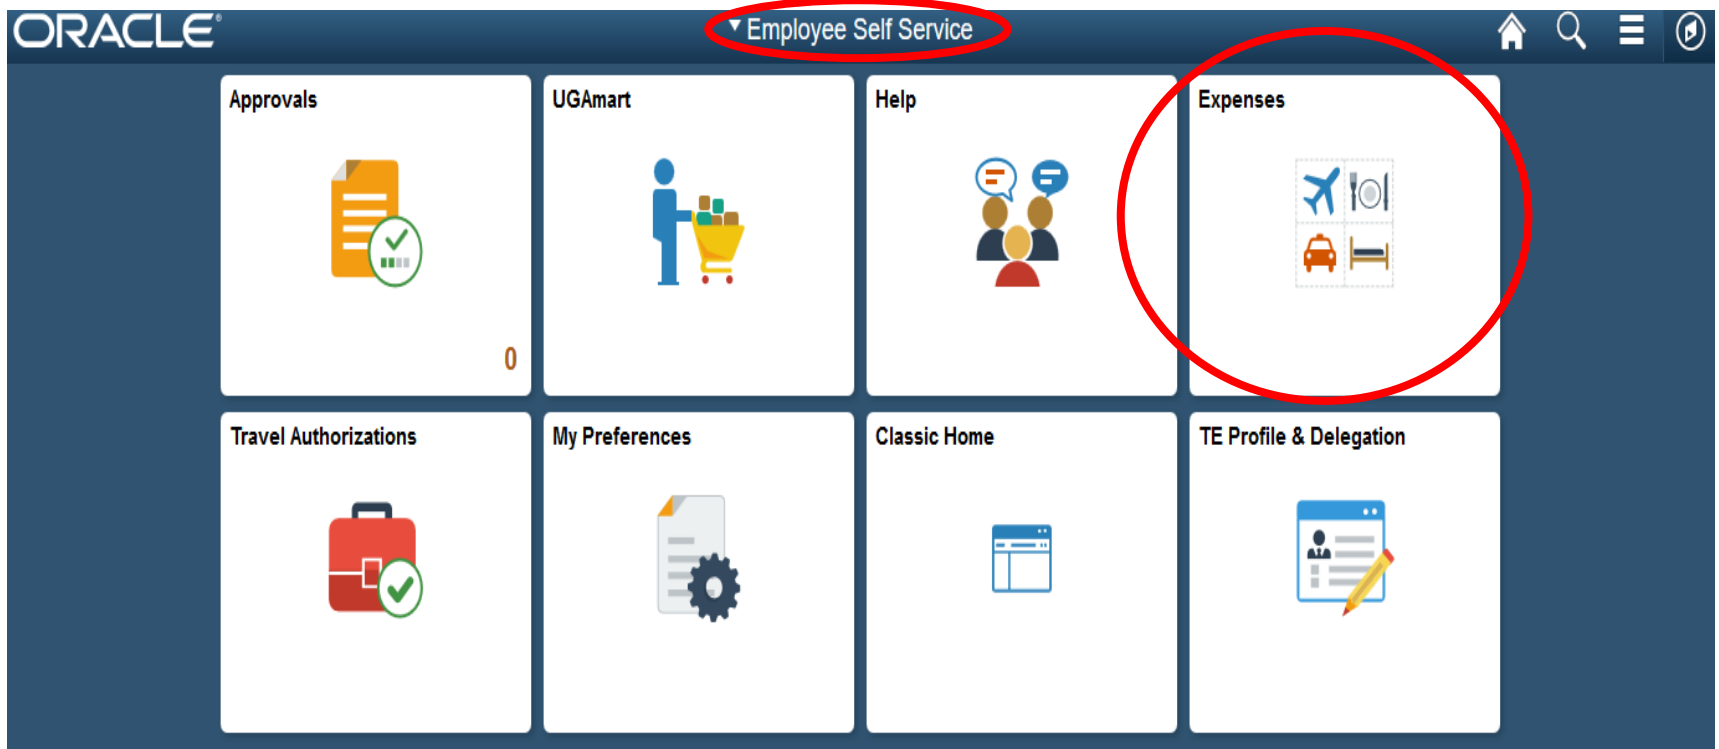 ORACLE®
Employee Self Service
Approvals
UGAmart
Help
Expenses
0
Travel Authorizations
My Preferences
Classic Home
TE Profile & Delegation